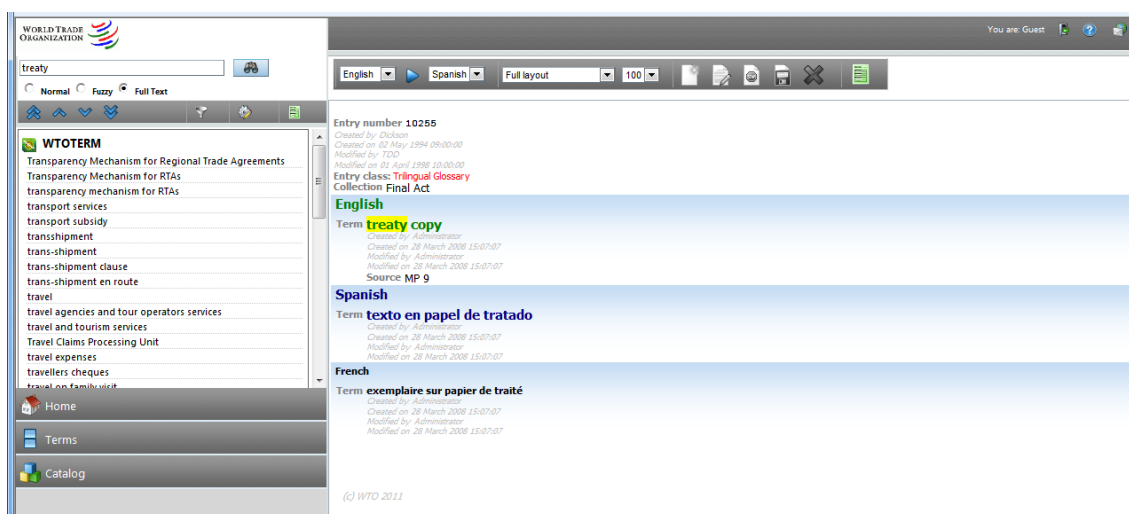 WORLD TRADE
ORGANIZATION
You are: Guest
treaty
Normal Fuzzy Full Text
English Spanish Full layout 100
WTOTERM
Transparency Mechanism for Regional Trade Agreements
Transparency Mechanism for RTAs
transparency mechanism for RTAs
transport services
transport subsidy
transshipment
trans-shipment
trans-shipment clause
trans-shipment en route
travel
travel agencies and tour operators services
travel and tourism services
Travel Claims Processing Unit
travel expenses
travellers cheques
travel on family visit
Home
Terms
Catalog
Entry number 10255
Created by Dickson
Created on 02 May 1994 09:00:00
Modified by TDD
Modified on 01 April 1998 10:00:00
Entry class: Trilingual Glossary
Collection Final Act
English
Term treaty copy
Created by Administrator
Created on 28 March 2008 15:07:07
Modified by Administrator
Modified on 28 March 2008 15:07:07
Source MP 9
Spanish
Term texto en papel de tratado
Created by Administrator
Created on 28 March 2008 15:07:07
Modified by Administrator
Modified on 28 March 2008 15:07:07
French
Term exemplaire sur papier de traité
Created by Administrator
Created on 28 March 2008 15:07:07
Modified by Administrator
Modified on 28 March 2008 15:07:07
(c) WTO 2011